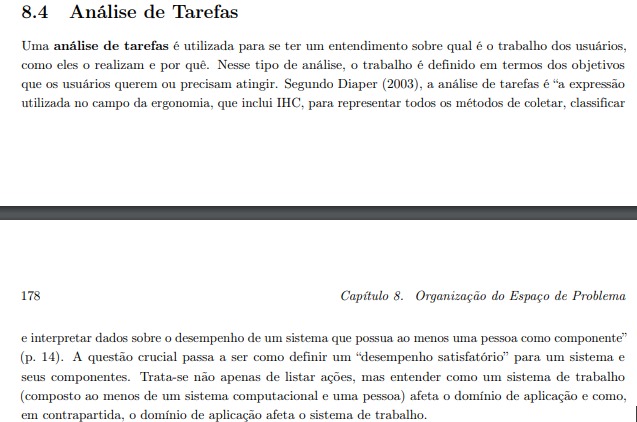 8.4 Análise de Tarefas
Uma análise de tarefas é utilizada para se ter um entendimento sobre qual é o trabalho dos usuários,
como eles o realizam e por quê. Nesse tipo de análise, o trabalho é definido em termos dos objetivos
que os usuários querem ou precisam atingir. Segundo Diaper (2003), a análise de tarefas é “a expressão
utilizada no campo da ergonomia, que inclui IHC, para representar todos os métodos de coletar, classificar
178 Capítulo 8. Organização do Espaço de Problema
e interpretar dados sobre o desempenho de um sistema que possua ao menos uma pessoa como componente”
(p. 14). A questão crucial passa a ser como definir um “desempenho satisfatório” para um sistema e
seus componentes. Trata-se não apenas de listar ações, mas entender como um sistema de trabalho
(composto ao menos de um sistema computacional e uma pessoa) afeta o domínio de aplicação e como,
em contrapartida, o domínio de aplicação afeta o sistema de trabalho.